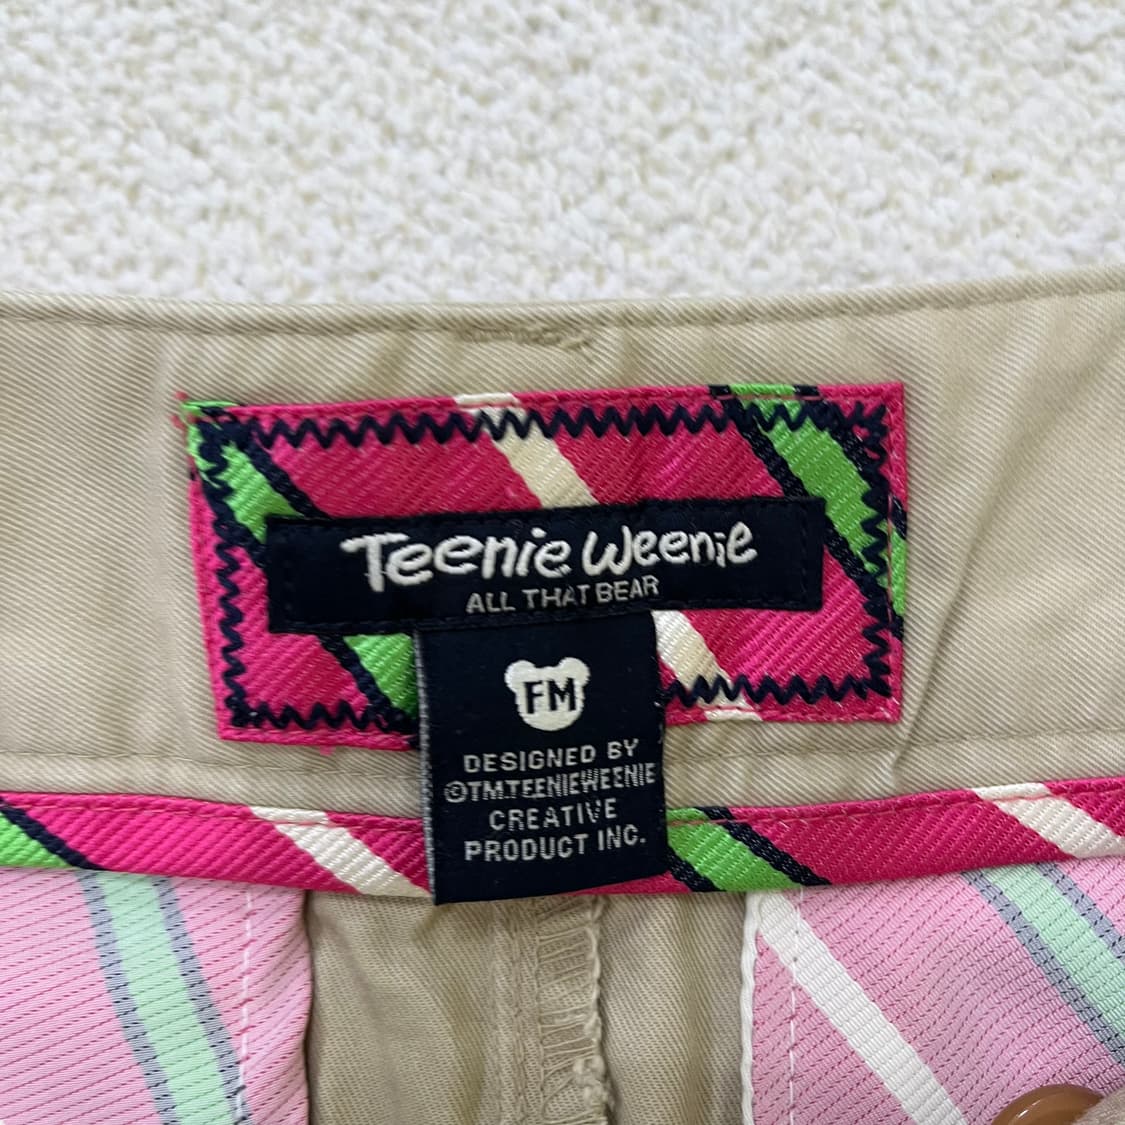 Teenie Weenie
ALL THAT BEAR
FM
DESIGNED BY
©TM.TEENIEWEENIE
CREATIVE
PRODUCT INC.